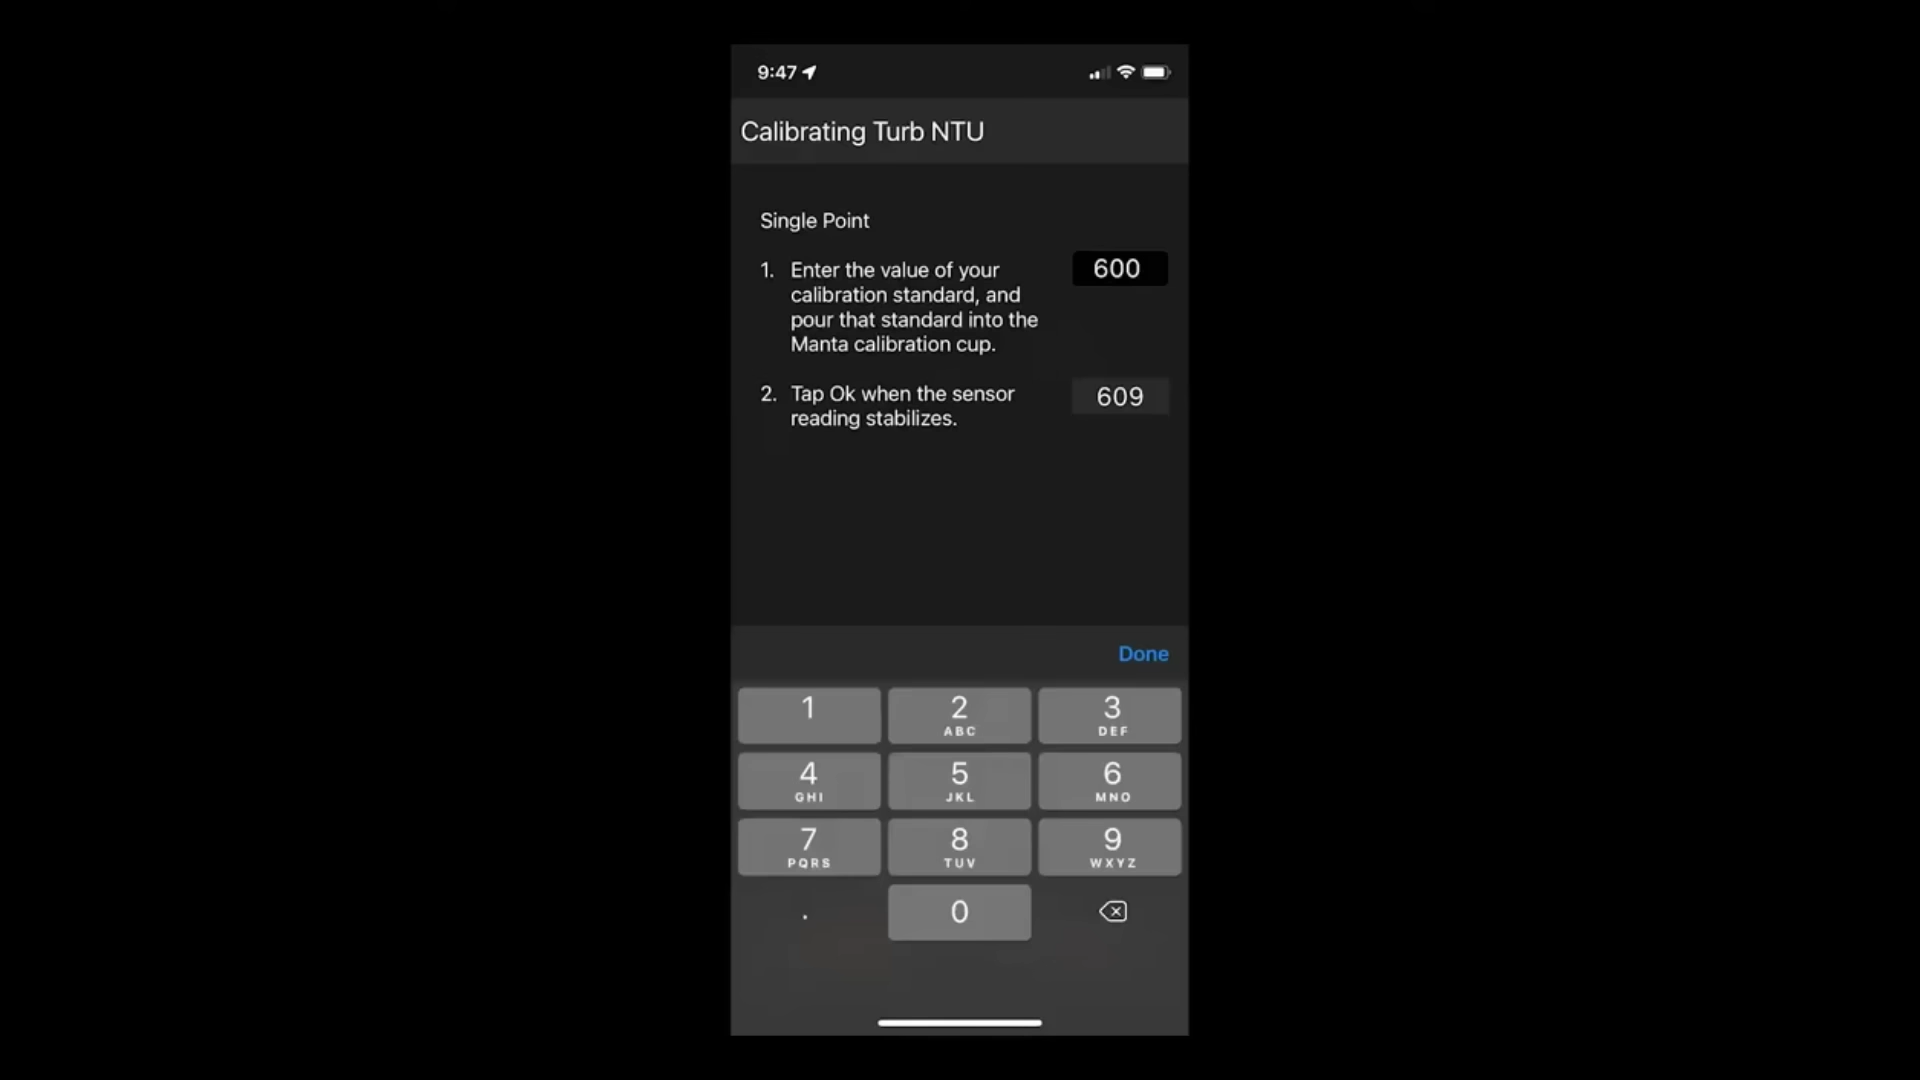 9:47
Calibrating Turb NTU
Single Point
1. Enter the value of your
calibration standard, and
pour that standard into the
Manta calibration cup.
600
2. Tap Ok when the sensor
reading stabilizes.
609
Done
1
2
ABC
3
DEF
4
GHI
5
JKL
6
MNO
7
PQRS
8
TUV
9
WXYZ
.
0